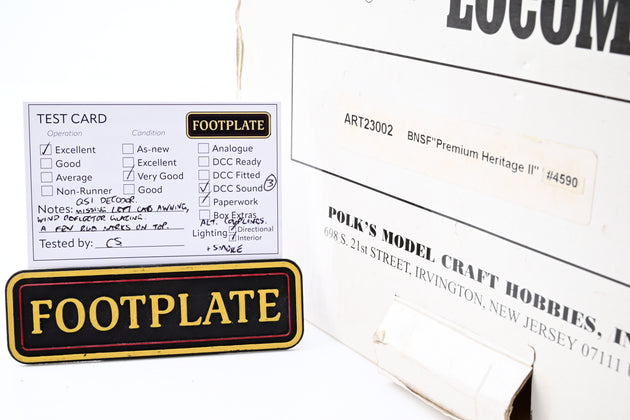 LOCOM
ART23002 BNSF"Premium Heritage II" #4590
POLK'S MODEL CRAFT HOBBIES, IN
698 S. 21st STREET, IRVINGTON, NEW JERSEY 07111
TEST CARD
FOOTPLATE
Operation
Excellent
Good
Average
Non-Runner
Condition
As-new
Excellent
Very Good
Good
Analogue
DCC Ready
DCC Fitted
DCC Sound 3
Paperwork
Box Extras
ALT. COUPLINGS.
Lighting Directional
Interior
+ SMOKE
QSI DECODER.
Notes: MISSING LEFT CAB AWNING,
WIND DEFLECTOR GLAZING
A FEW RUB MARKS ON TOP.
Tested by: CS
FOOTPLATE